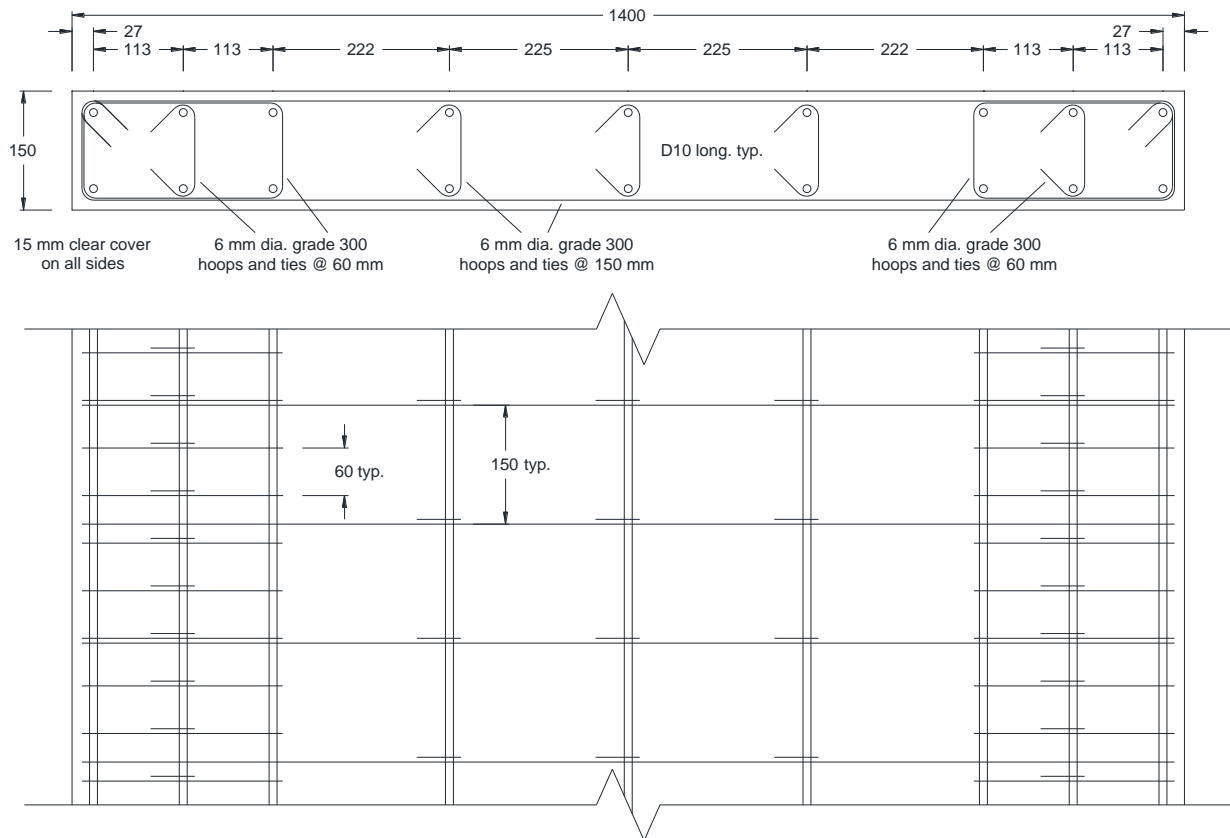 1400
27
27
113
113
222
225
225
222
113
113
150
D10 long. typ.
15 mm clear cover
on all sides
6 mm dia. grade 300
hoops and ties @ 60 mm
6 mm dia. grade 300
hoops and ties @ 150 mm
6 mm dia. grade 300
hoops and ties @ 60 mm
60 typ.
150 typ.